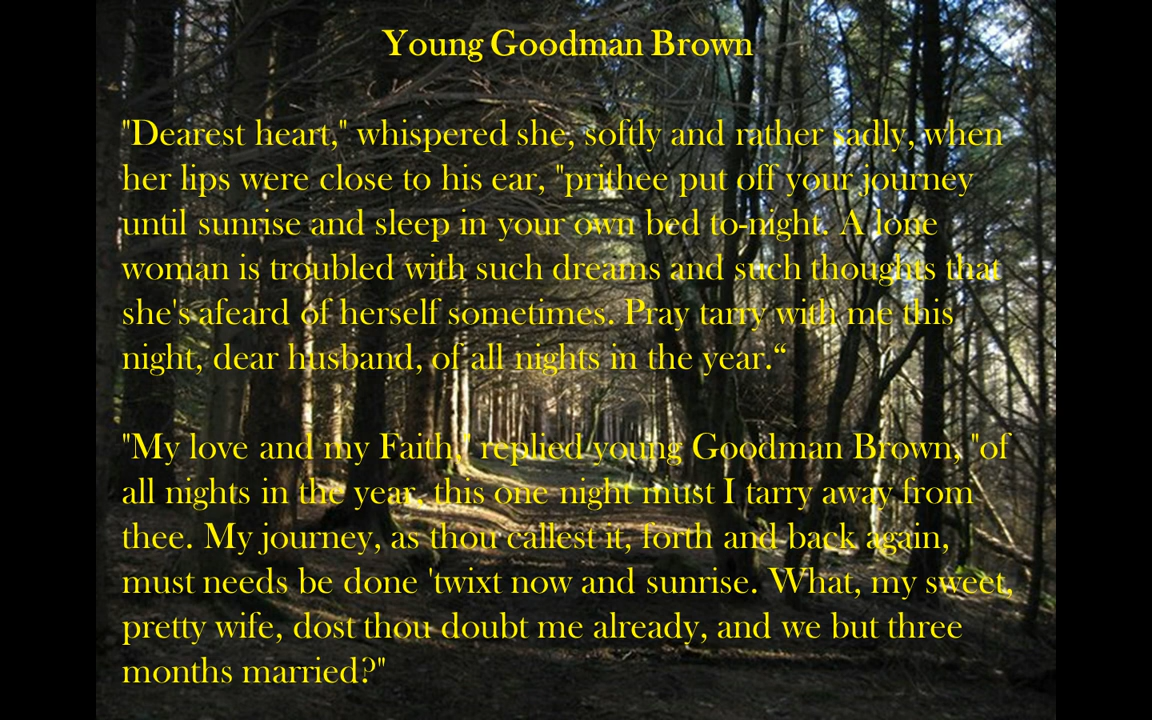 Young Goodman Brown
"Dearest heart," whispered she, softly and rather sadly, when
her lips were close to his ear, "prithee put off your journey
until sunrise and sleep in your own bed to-night. A lone
woman is troubled with such dreams and such thoughts that
she's afeard of herself sometimes. Pray tarry with me this
night, dear husband, of all nights in the year.“
"My love and my Faith," replied young Goodman Brown, "of
all nights in the year, this one night must I tarry away from
thee. My journey, as thou callest it, forth and back again,
must needs be done 'twixt now and sunrise. What, my sweet,
pretty wife, dost thou doubt me already, and we but three
months married?"